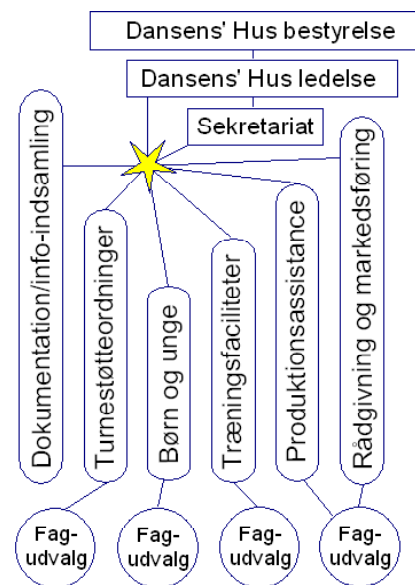 Dansens' Hus bestyrelse
Dansens' Hus ledelse
Sekretariat
Dokumentation/info-indsamling
Turnestøtteordninger
Børn og unge
Træningsfaciliteter
Produktionsassistance
Rådgivning og markedsføring
Fag-
udvalg
Fag-
udvalg
Fag-
udvalg
Fag-
udvalg